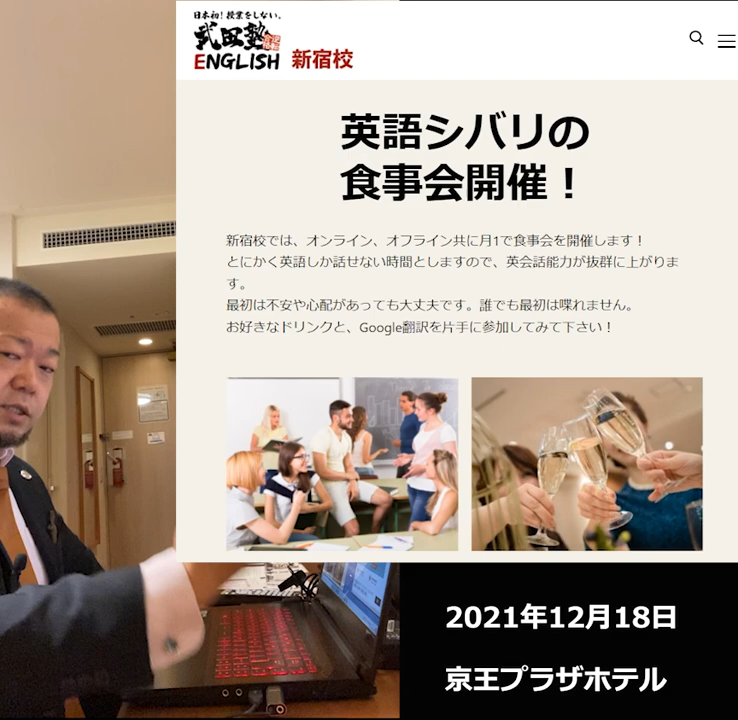 日本初!授業をしない。
武田塾
ENGLISH 新宿校
英語シバリの
食事会開催！
新宿校では、オンライン、オフライン共に月1で食事会を開催します！
とにかく英語しか話せない時間としますので、英会話能力が抜群に上がりま
す。
最初は不安や心配があっても大丈夫です。誰でも最初は喋れません。
お好きなドリンクと、Google翻訳を片手に参加してみて下さい！
2021年12月18日
京王プラザホテル